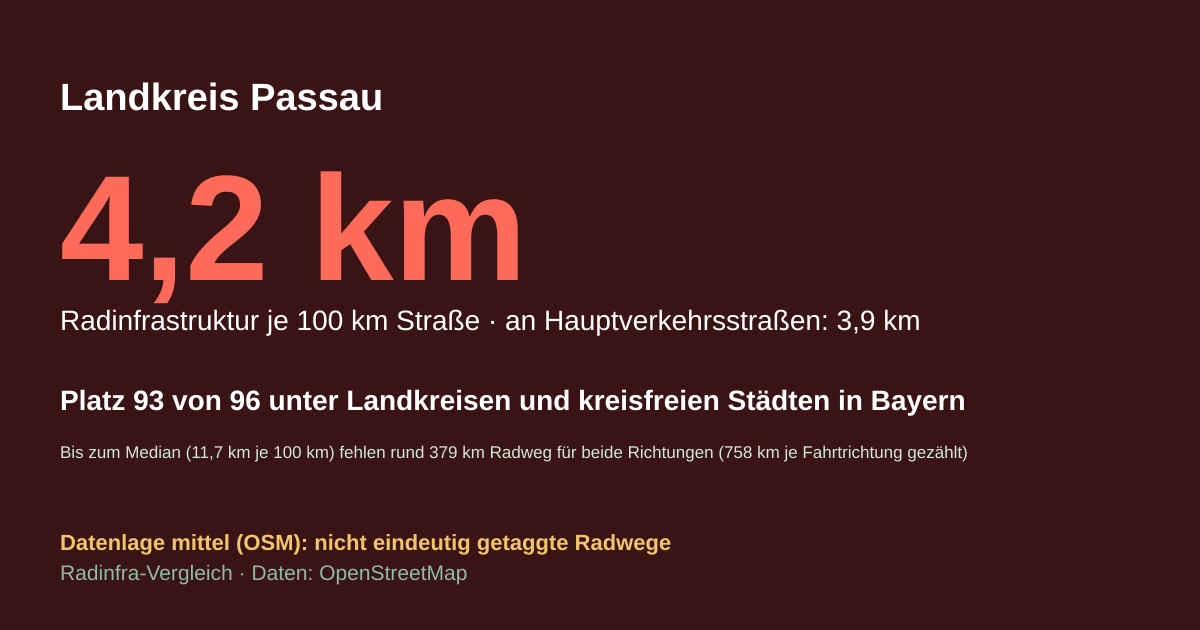 Landkreis Passau
4,2 km
Radinfrastruktur je 100 km Straße · an Hauptverkehrsstraßen: 3,9 km
Platz 93 von 96 unter Landkreisen und kreisfreien Städten in Bayern
Bis zum Median (11,7 km je 100 km) fehlen rund 379 km Radweg für beide Richtungen (758 km je Fahrtrichtung gezählt)
Datenlage mittel (OSM): nicht eindeutig getaggte Radwege
Radinfra-Vergleich · Daten: OpenStreetMap